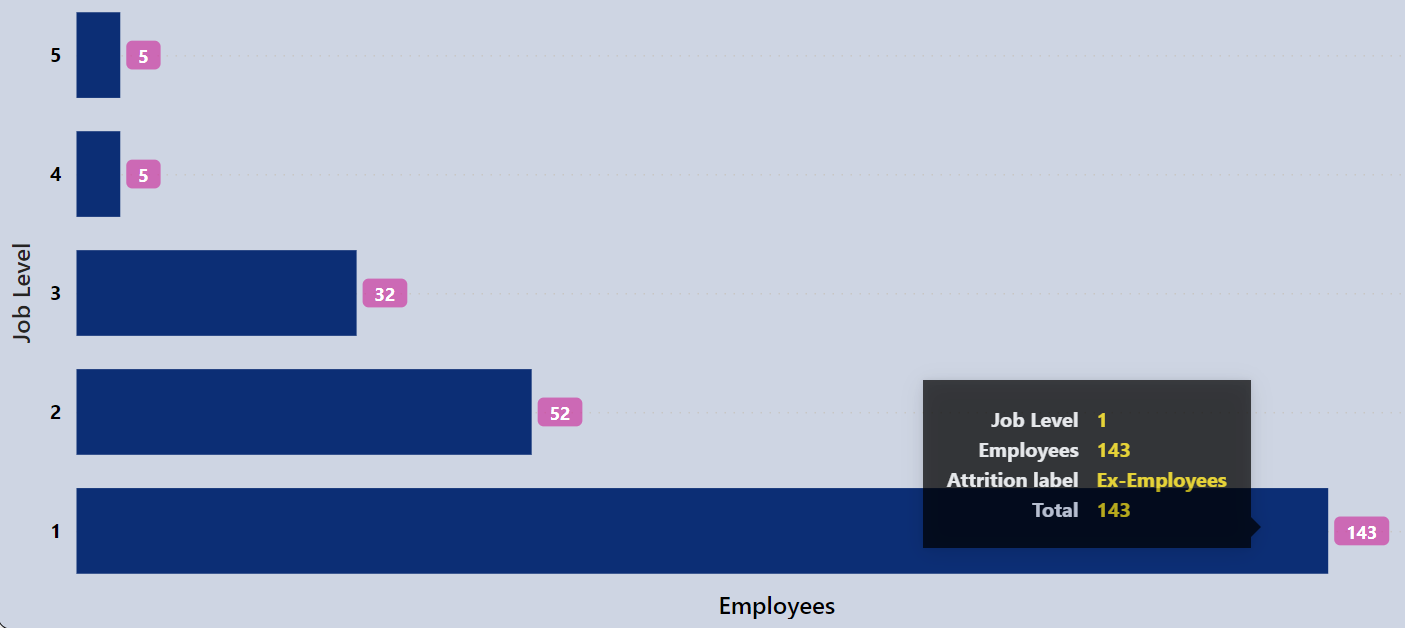 5 5
4 5
Job Level
3 32
2 52
Job Level 1
Employees 143
Attrition label Ex-Employees
Total 143
1 143
Employees